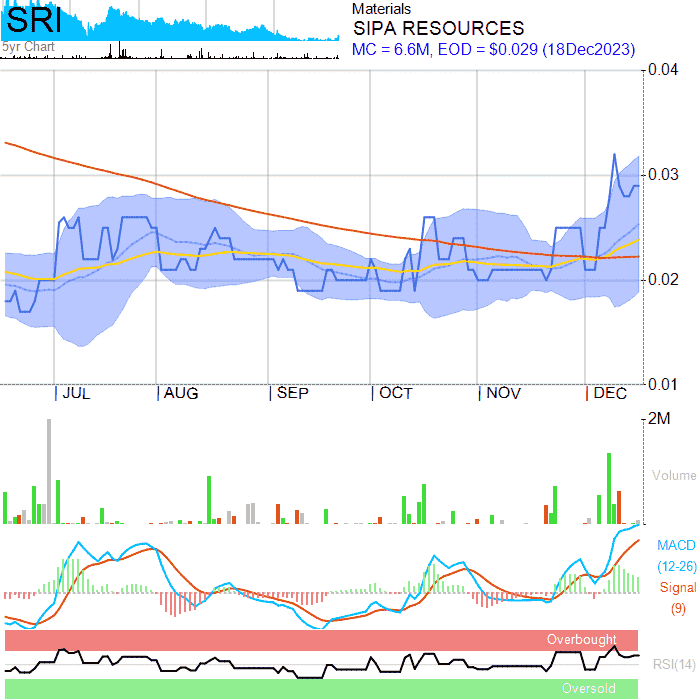 SRI
5yr Chart
Materials
SIPA RESOURCES
MC = 6.6M, EOD = $0.029 (18Dec2023)
0.04
0.03
0.02
0.01
JUL AUG SEP OCT NOV DEC
2M
Volume
MACD
(12-26)
Signal
(9)
Overbought
RSI(14)
Oversold